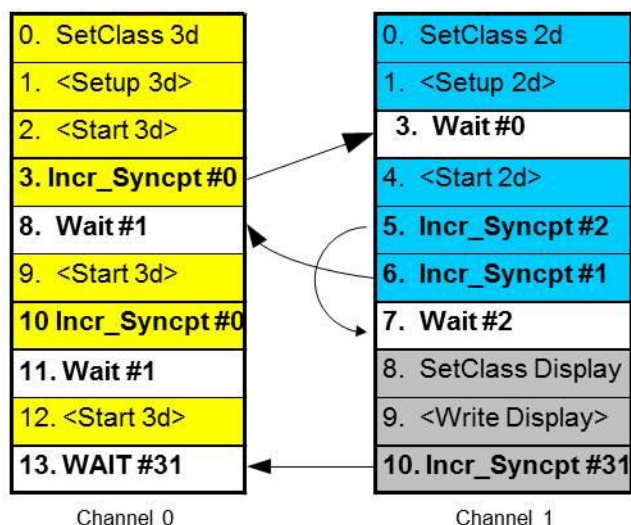 0. SetClass 3d
1. <Setup 3d>
2. <Start 3d>
3. Incr_Syncpt #0
8. Wait #1
9. <Start 3d>
10 Incr_Syncpt #0
11. Wait #1
12. <Start 3d>
13. WAIT #31
Channel 0
0. SetClass 2d
1. <Setup 2d>
3. Wait #0
4. <Start 2d>
5. Incr_Syncpt #2
6. Incr_Syncpt #1
7. Wait #2
8. SetClass Display
9. <Write Display>
10. Incr_Syncpt #31
Channel 1